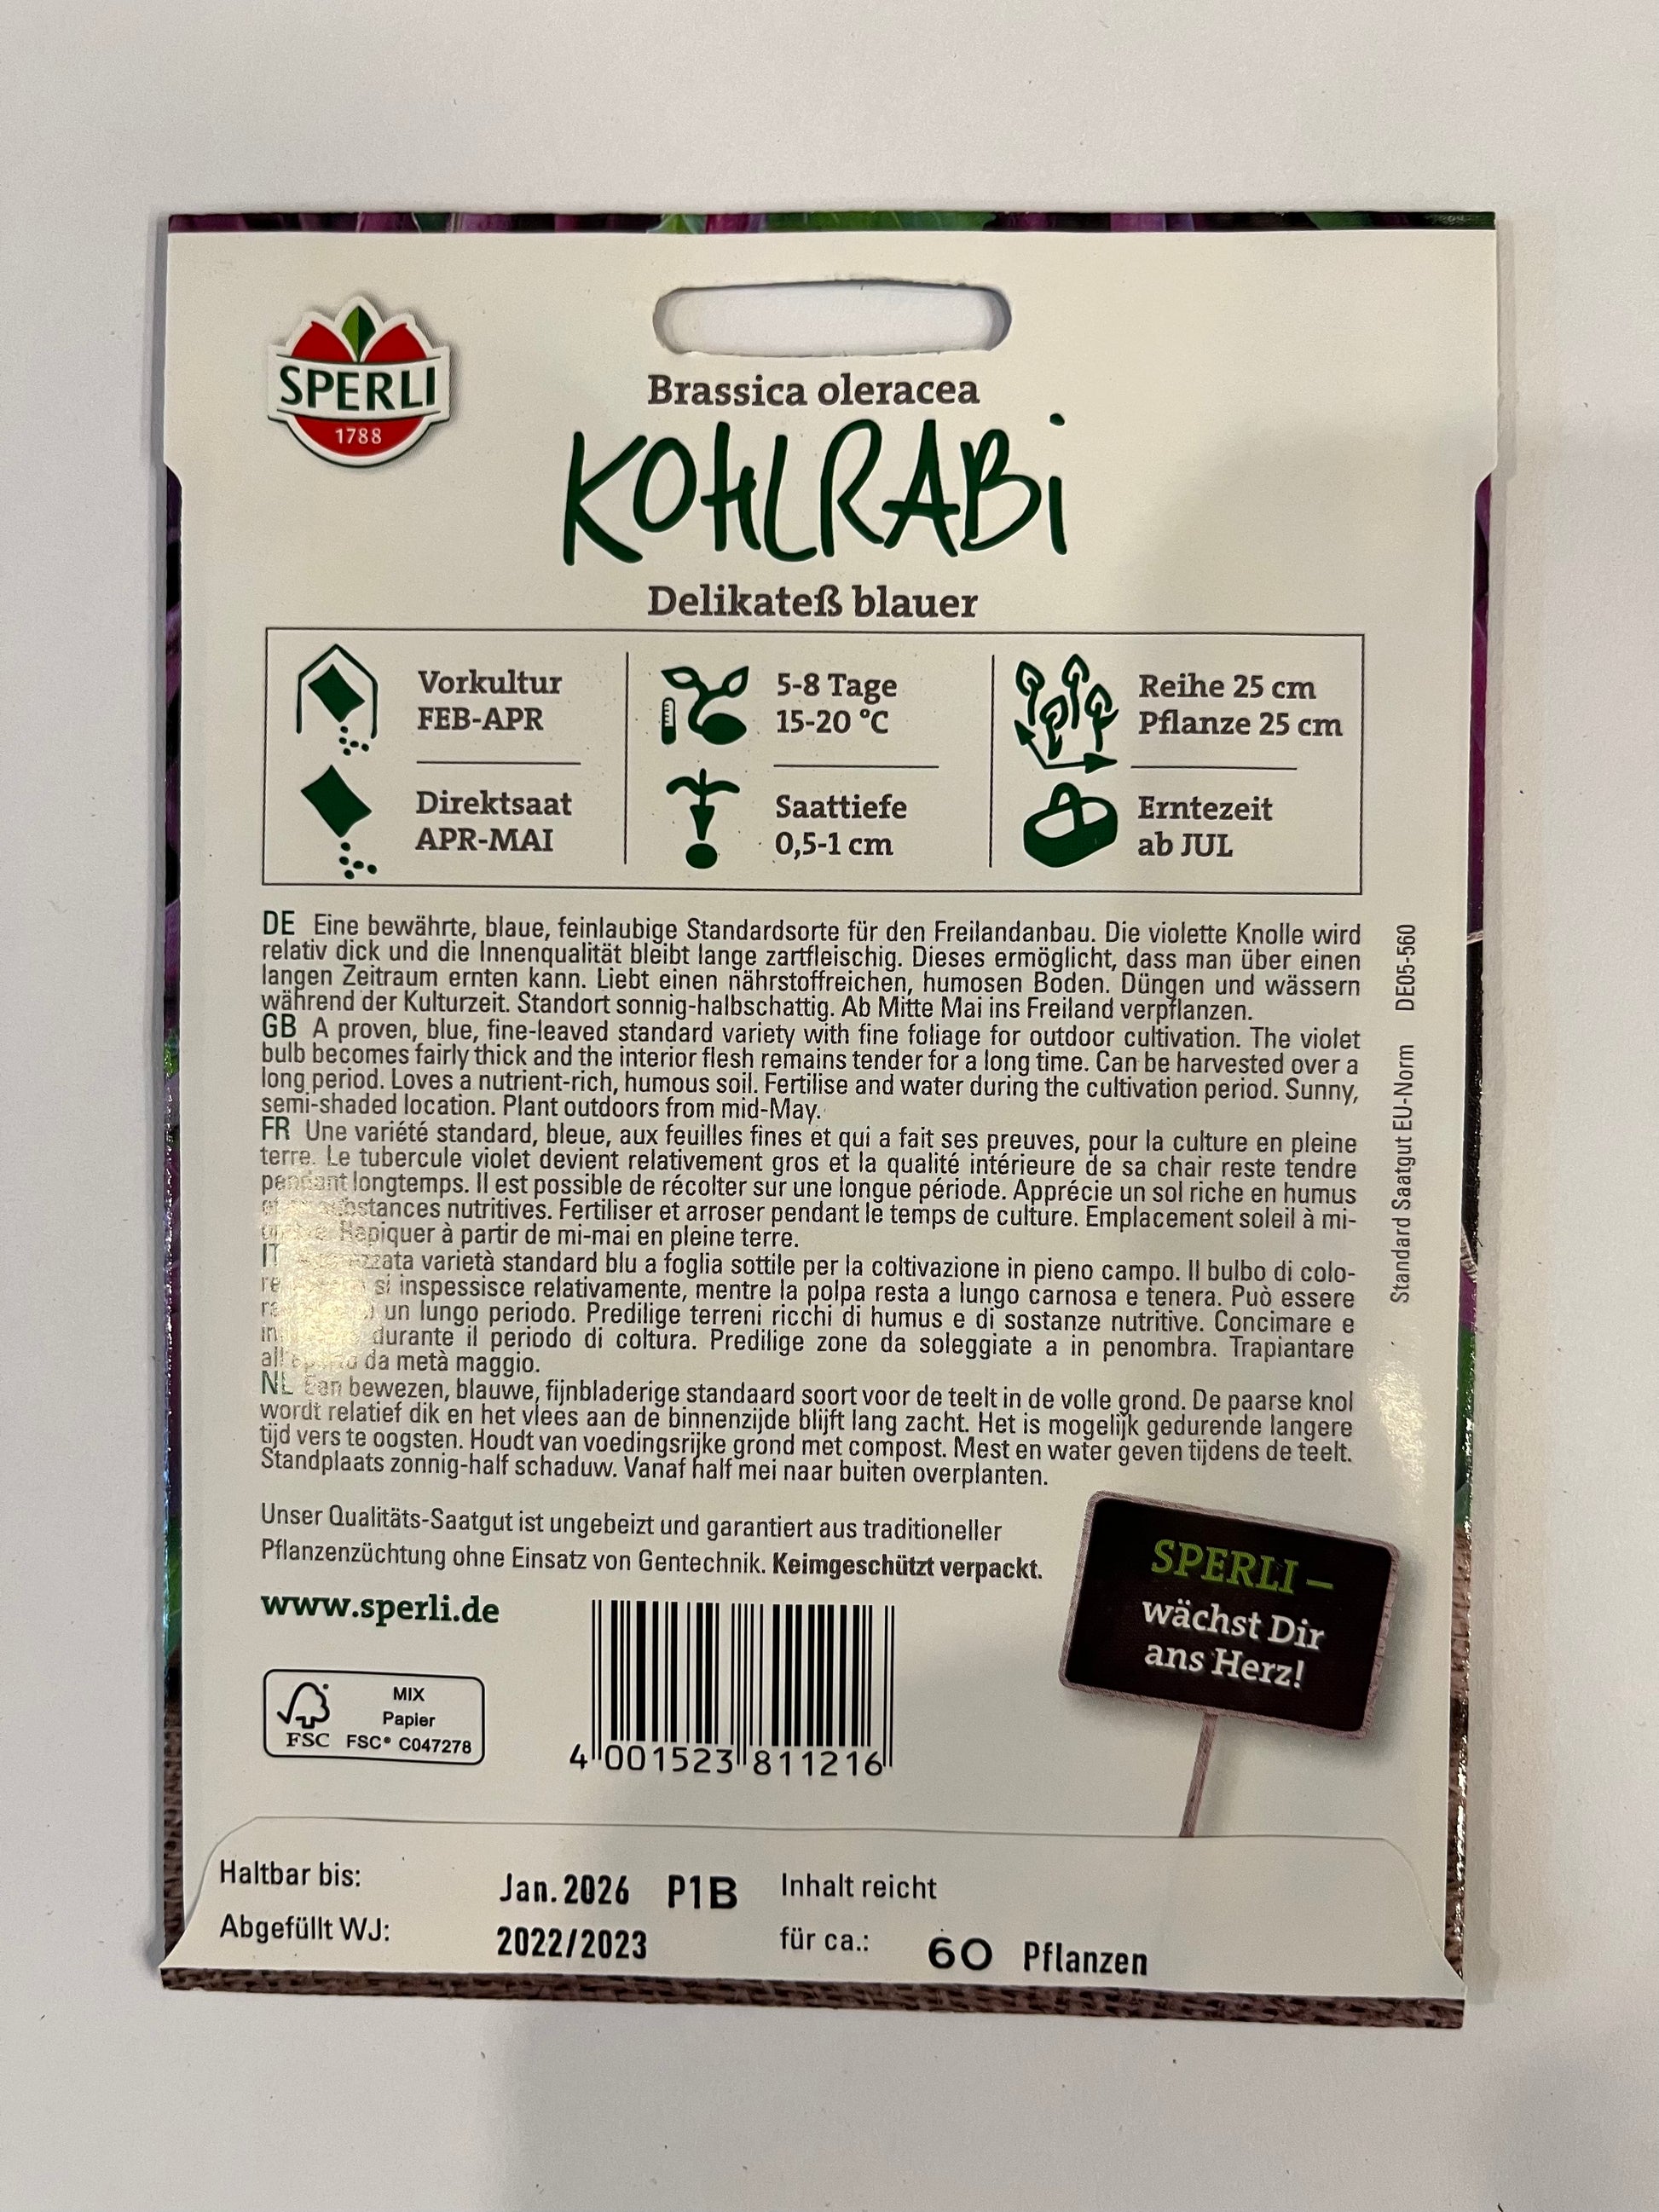 SPERLI
1788
Brassica oleracea
KOHLRABi
Delikateß blauer
Vorkultur
FEB-APR
Direktsaat
APR-MAI
5-8 Tage
15-20 °C
Saattiefe
0,5-1 cm
Reihe 25 cm
Pflanze 25 cm
Erntezeit
ab JUL
DE Eine bewährte, blaue, feinlaubige Standardsorte für den Freilandanbau. Die violette Knolle wird
relativ dick und die Innenqualität bleibt lange zartfleischig. Dieses ermöglicht, dass man über einen
langen Zeitraum ernten kann. Liebt einen nährstoffreichen, humosen Boden. Düngen und wässern
während der Kulturzeit. Standort sonnig-halbschattig. Ab Mitte Mai ins Freiland verpflanzen.
GB A proven, blue, fine-leaved standard variety with fine foliage for outdoor cultivation. The violet
bulb becomes fairly thick and the interior flesh remains tender for a long time. Can be harvested over a
long period. Loves a nutrient-rich, humous soil. Fertilise and water during the cultivation period. Sunny,
semi-shaded location. Plant outdoors from mid-May.
FR Une variété standard, bleue, aux feuilles fines et qui a fait ses preuves, pour la culture en pleine
terre. Le tubercule violet devient relativement gros et la qualité intérieure de sa chair reste tendre
pendant longtemps. Il est possible de récolter sur une longue période. Apprécie un sol riche en humus
nutritives. Fertiliser et arroser pendant le temps de culture. Emplacement soleil à mi-
Repiquer à partir de mi-mai en pleine terre.
IT varietà standard blu a foglia sottile per la coltivazione in pieno campo. Il bulbo di colo-
si inspessisce relativamente, mentre la polpa resta a lungo carnosa e tenera. Può essere
un lungo periodo. Predilige terreni ricchi di humus e di sostanze nutritive. Concimare e
durante il periodo di coltura. Predilige zone da soleggiate a in penombra. Trapiantare
da metà maggio.
NL Een bewezen, blauwe, fijnbladerige standaard soort voor de teelt in de volle grond. De paarse knol
wordt relatief dik en het vlees aan de binnenzijde blijft lang zacht. Het is mogelijk gedurende langere
tijd vers te oogsten. Houdt van voedingsrijke grond met compost. Mest en water geven tijdens de teelt.
Standplaats zonnig-half schaduw. Vanaf half mei naar buiten overplanten.
Standard Saatgut EU-Norm DE05-560
Unser Qualitäts-Saatgut ist ungebeizt und garantiert aus traditioneller
Pflanzenzüchtung ohne Einsatz von Gentechnik. Keimgeschützt verpackt.
www.sperli.de
SPERLI –
wächst Dir
ans Herz!
MIX
Papier
FSC FSC® C047278
4 001523 811216
Haltbar bis: Jan.2026 P1B Inhalt reicht
Abgefüllt WJ: 2022/2023 für ca.: 60 Pflanzen